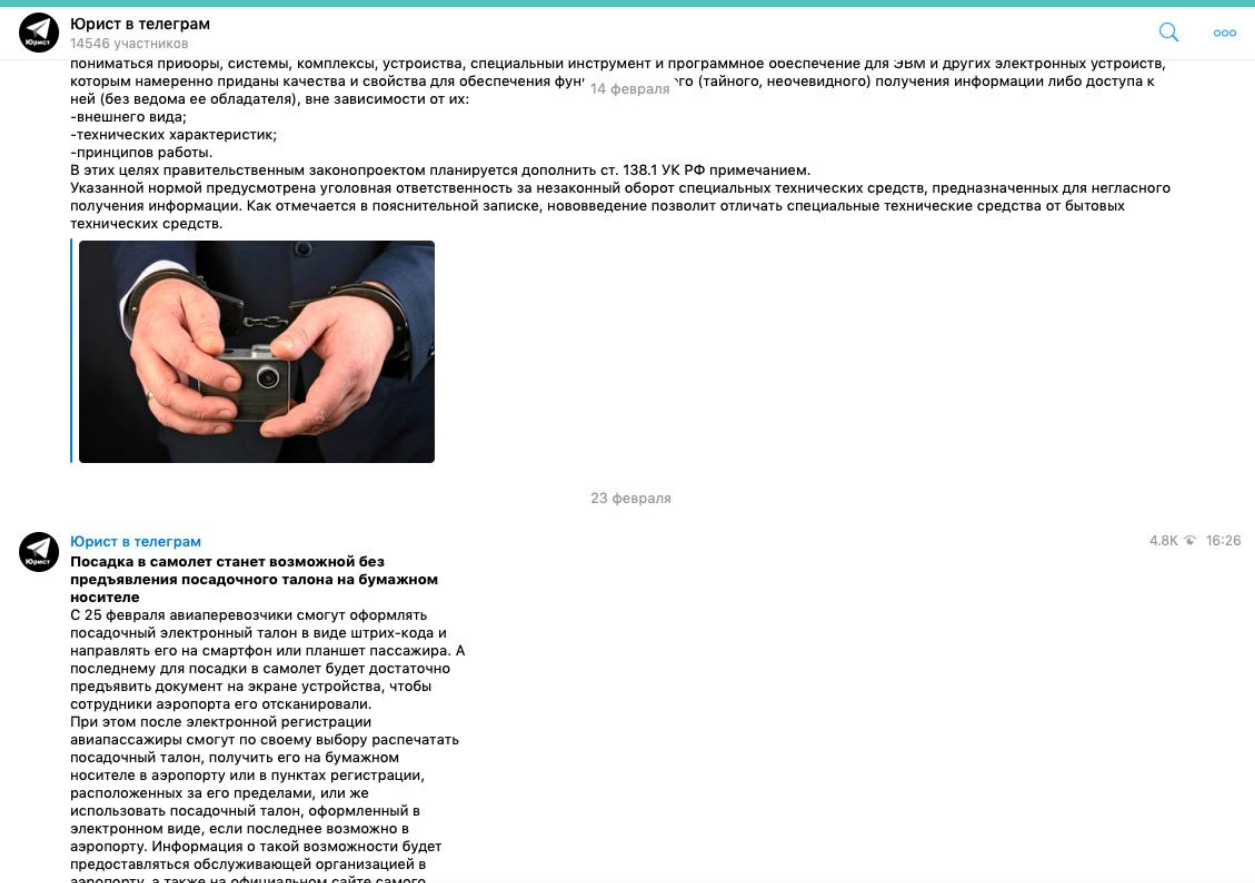 Юрист в телеграм
14546 участников
пониматься приборы, системы, комплексы, устройства, специальный инструмент и программное обеспечение для ЭВМ и других электронных устройств,
которым намеренно приданы качества и свойства для обеспечения (тайного, неочевидного) получения информации либо доступа к
14 февраля
ней (без ведома ее обладателя), вне зависимости от их:
-внешнего вида;
-технических характеристик;
-принципов работы.
В этих целях правительственным законопроектом планируется дополнить ст. 138.1 УК РФ примечанием.
Указанной нормой предусмотрена уголовная ответственность за незаконный оборот специальных технических средств, предназначенных для негласного
получения информации. Как отмечается в пояснительной записке, нововведение позволит отличать специальные технические средства от бытовых
технических средств.
23 февраля
Юрист
Юрист в телеграм
4.8K 16:26
Посадка в самолет станет возможной без
предъявления посадочного талона на бумажном
носителе
С 25 февраля авиаперевозчики смогут оформлять
посадочный электронный талон в виде штрих-кода и
направлять его на смартфон или планшет пассажира. А
последнему для посадки в самолет будет достаточно
предъявить документ на экране устройства, чтобы
сотрудники аэропорта его отсканировали.
При этом после электронной регистрации
авиапассажиры смогут по своему выбору распечатать
посадочный талон, получить его на бумажном
носителе в аэропорту или в пунктах регистрации,
расположенных за его пределами, или же
использовать посадочный талон, оформленный в
электронном виде, если последнее возможно в
аэропорту. Информация о такой возможности будет
предоставляться обслуживающей организацией в
аэропорту, а также на официальном сайте самого